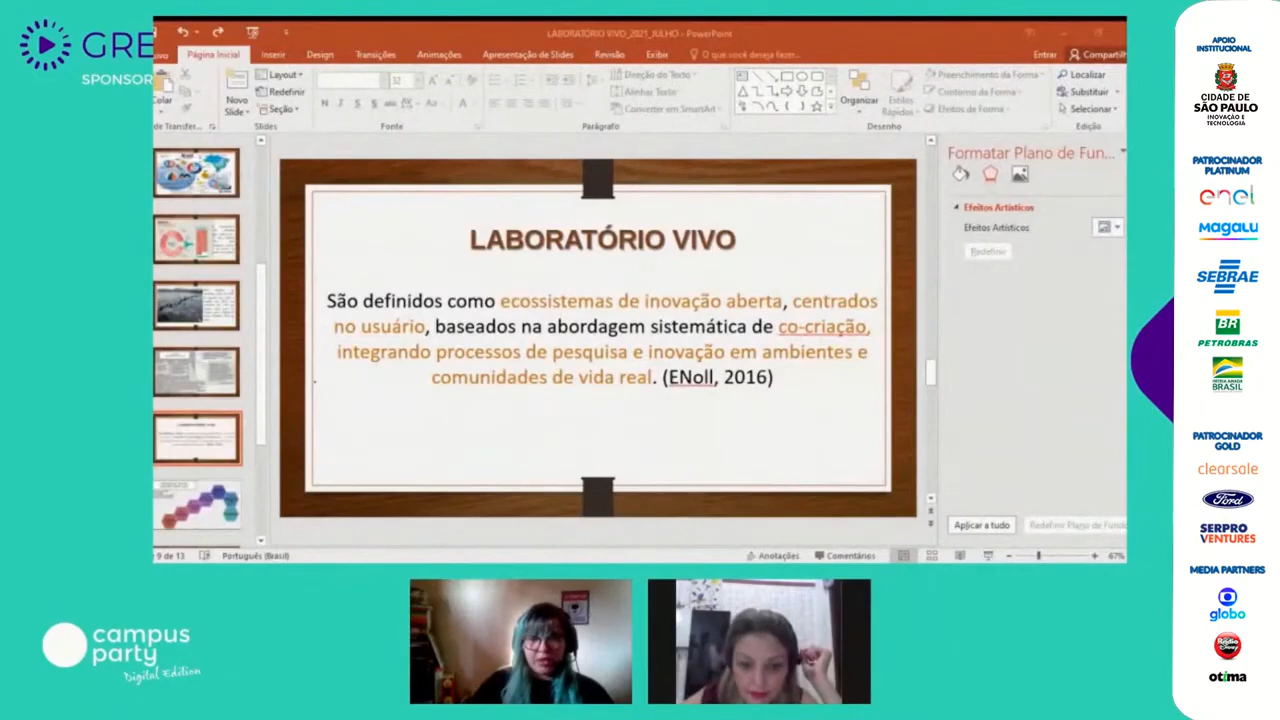 GRE
SPONSOR
LABORATÓRIO VIVO_2021_JULHO - PowerPoint
Página Inicial
Inserir
Design
Transições
Animações
Apresentação de Slides
Revisão
Exibir
O que você deseja fazer...
Entrar
Compartilh
Colar
Novo
Slide
Layout
Redefinir
Seção
32
Direção do Texto
Alinhar Texto
Converter em SmartArt
Organizar
Estilos
Rápidos
Preenchimento da Forma
Contorno da Forma
Efeitos de Forma
Localizar
Substituir
Selecionar
de Transfer...
Slides
Fonte
Parágrafo
Desenho
Edição
LABORATÓRIO VIVO
São definidos como ecossistemas de inovação aberta, centrados
no usuário, baseados na abordagem sistemática de co-criação,
integrando processos de pesquisa e inovação em ambientes e
comunidades de vida real. (ENoll, 2016)
Formatar Plano de Fun...
Efeitos Artísticos
Efeitos Artísticos
Redefinir
Aplicar a tudo
Redefinir Plano de Fundo
9 de 13
Português (Brasil)
Anotações
Comentários
67%
campus
party
Digital Edition
APOIO
INSTITUCIONAL
CIDADE DE
SÃO PAULO
INOVAÇÃO E
TECNOLOGIA
PATROCINADOR
PLATINUM
enel
MAGALU
SEBRAE
BR
PETROBRAS
PÁTRIA AMADA
BRASIL
PATROCINADOR
GOLD
clearsale
Ford
SERPRO
VENTURES
MEDIA PARTNERS
globo
Rádio
Disney
otima